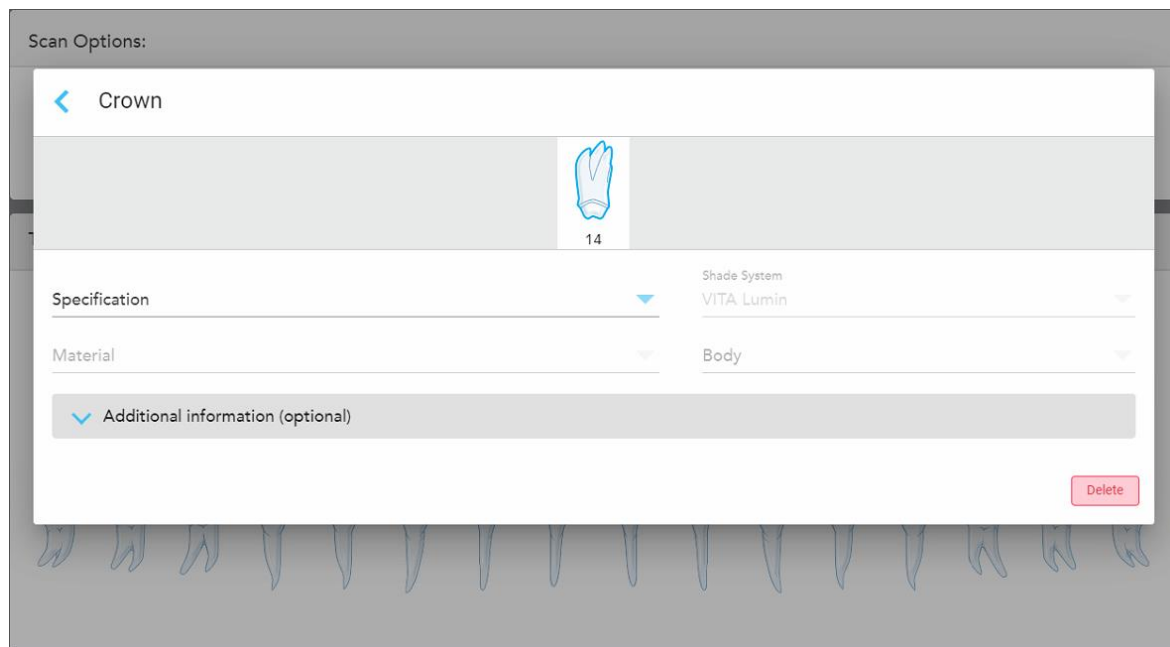 Scan Options:
Crown
14
Specification
Shade System
VITA Lumin
Material
Body
Additional information (optional)
Delete